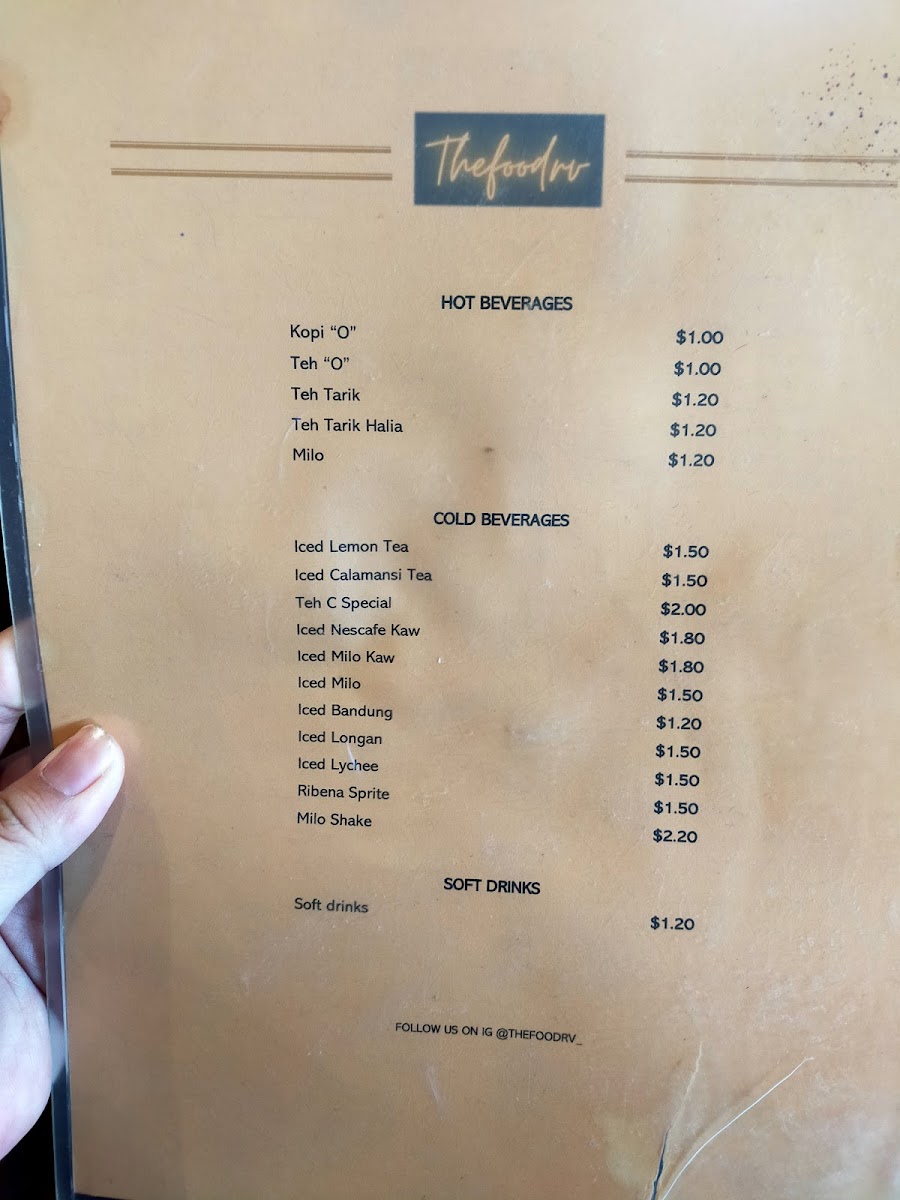 Thefoodrv
HOT BEVERAGES
Kopi “O” $1.00
Teh “O” $1.00
Teh Tarik $1.20
Teh Tarik Halia $1.20
Milo $1.20
COLD BEVERAGES
Iced Lemon Tea $1.50
Iced Calamansi Tea $1.50
Teh C Special $2.00
Iced Nescafe Kaw $1.80
Iced Milo Kaw $1.80
Iced Milo $1.50
Iced Bandung $1.20
Iced Longan $1.50
Iced Lychee $1.50
Ribena Sprite $1.50
Milo Shake $2.20
SOFT DRINKS
Soft drinks $1.20
FOLLOW US ON IG @THEFOODRV_